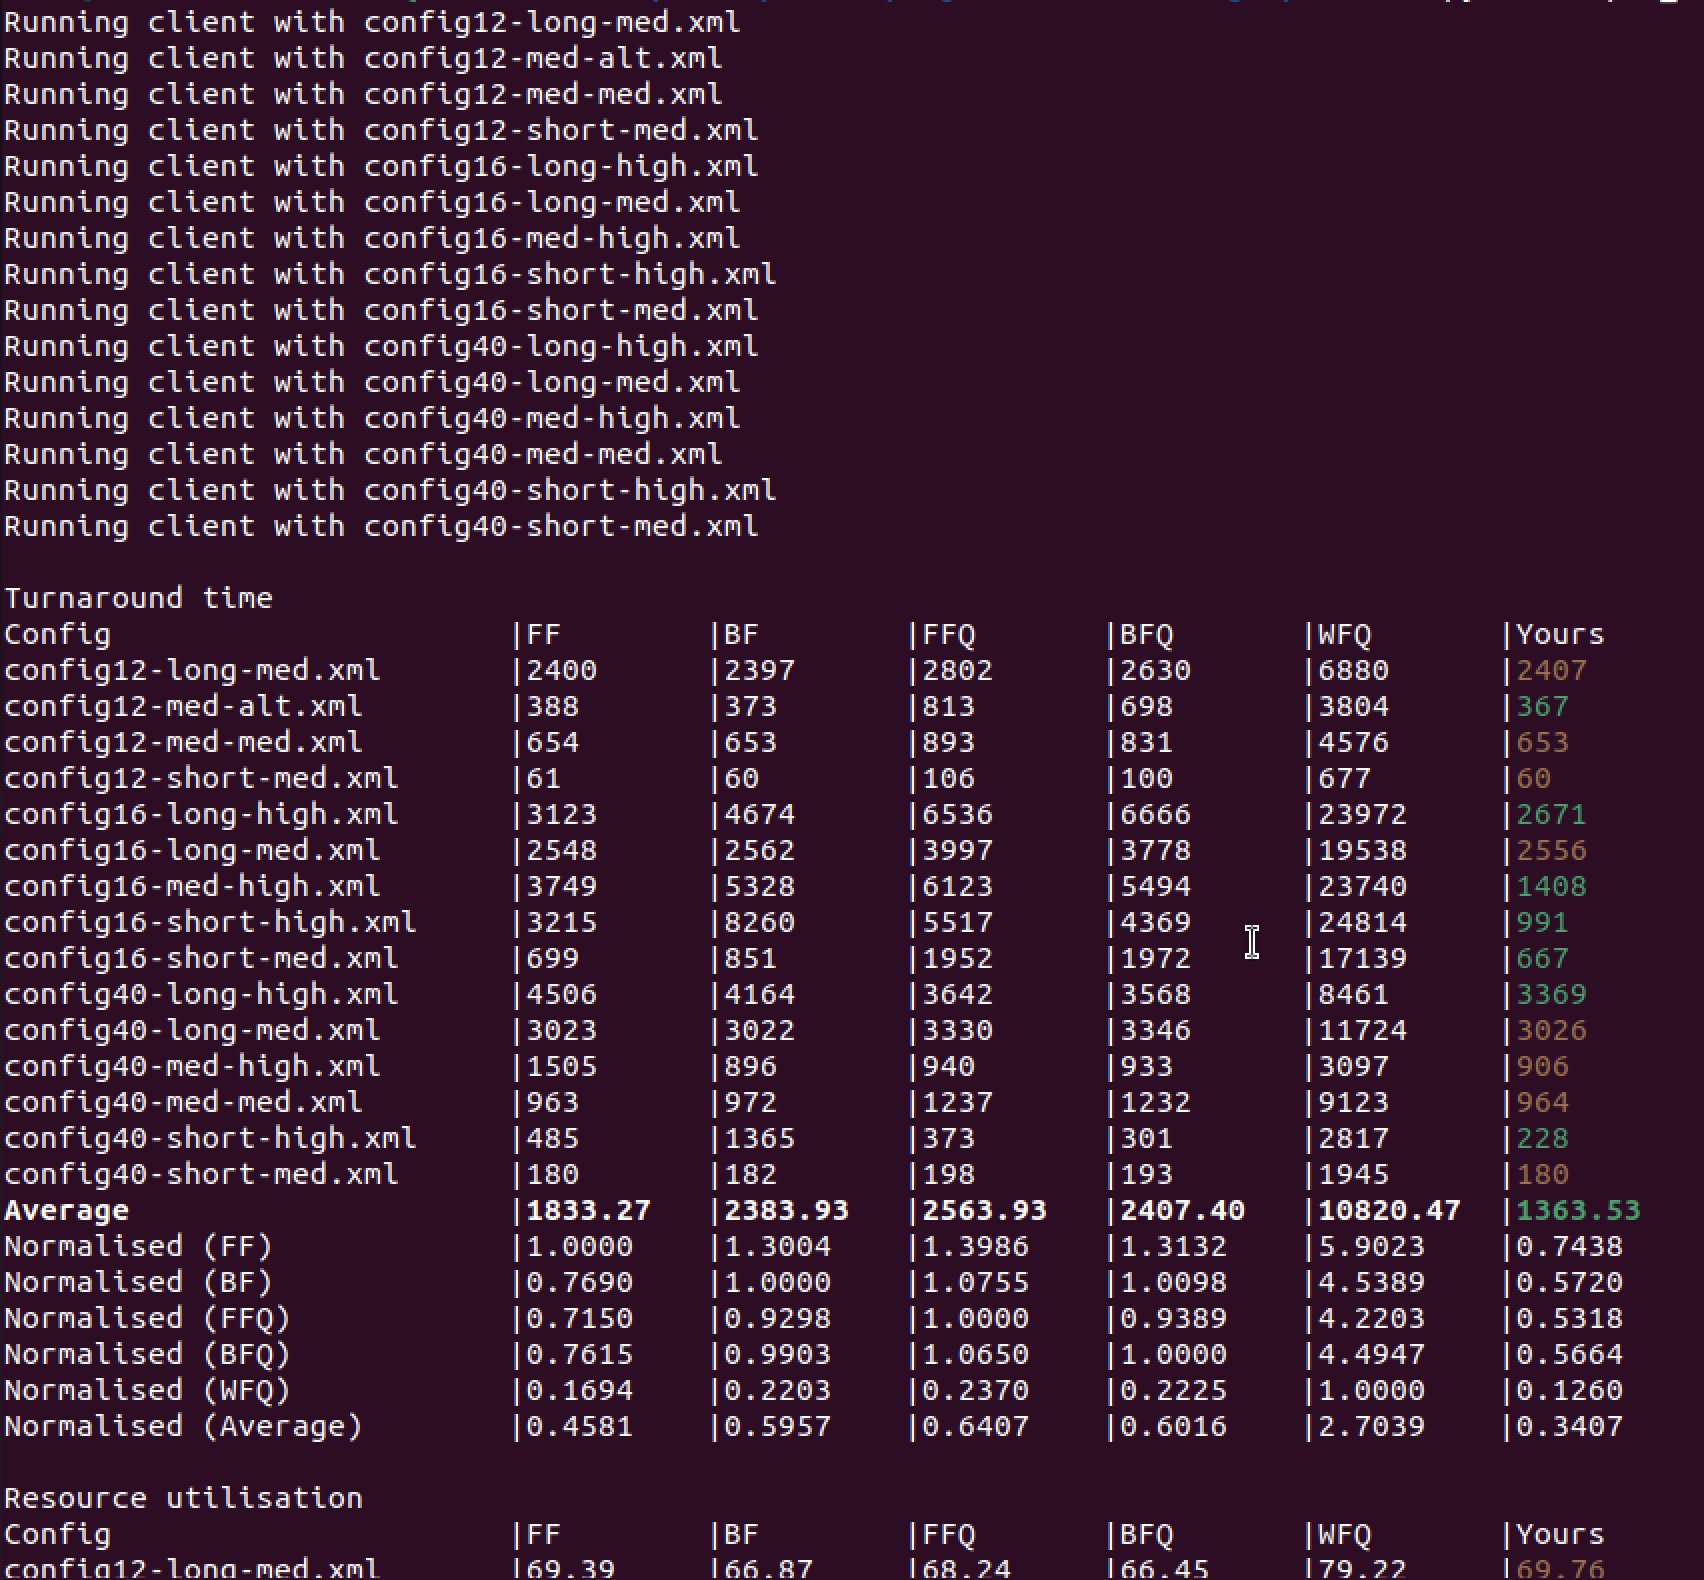 Running client with config12-long-med.xml
Running client with config12-med-alt.xml
Running client with config12-med-med.xml
Running client with config12-short-med.xml
Running client with config16-long-high.xml
Running client with config16-long-med.xml
Running client with config16-med-high.xml
Running client with config16-short-high.xml
Running client with config16-short-med.xml
Running client with config40-long-high.xml
Running client with config40-long-med.xml
Running client with config40-med-high.xml
Running client with config40-med-med.xml
Running client with config40-short-high.xml
Running client with config40-short-med.xml
Turnaround time
Config |FF |BF |FFQ |BFQ |WFQ |Yours
config12-long-med.xml |2400 |2397 |2802 |2630 |6880 |2407
config12-med-alt.xml |388 |373 |813 |698 |3804 |367
config12-med-med.xml |654 |653 |893 |831 |4576 |653
config12-short-med.xml |61 |60 |106 |100 |677 |60
config16-long-high.xml |3123 |4674 |6536 |6666 |23972 |2671
config16-long-med.xml |2548 |2562 |3997 |3778 |19538 |2556
config16-med-high.xml |3749 |5328 |6123 |5494 |23740 |1408
config16-short-high.xml |3215 |8260 |5517 |4369 |24814 |991
config16-short-med.xml |699 |851 |1952 |1972 |17139 |667
config40-long-high.xml |4506 |4164 |3642 |3568 |8461 |3369
config40-long-med.xml |3023 |3022 |3330 |3346 |11724 |3026
config40-med-high.xml |1505 |896 |940 |933 |3097 |906
config40-med-med.xml |963 |972 |1237 |1232 |9123 |964
config40-short-high.xml |485 |1365 |373 |301 |2817 |228
config40-short-med.xml |180 |182 |198 |193 |1945 |180
Average |1833.27 |2383.93 |2563.93 |2407.40 |10820.47 |1363.53
Normalised (FF) |1.0000 |1.3004 |1.3986 |1.3132 |5.9023 |0.7438
Normalised (BF) |0.7690 |1.0000 |1.0755 |1.0098 |4.5389 |0.5720
Normalised (FFQ) |0.7150 |0.9298 |1.0000 |0.9389 |4.2203 |0.5318
Normalised (BFQ) |0.7615 |0.9903 |1.0650 |1.0000 |4.4947 |0.5664
Normalised (WFQ) |0.1694 |0.2203 |0.2370 |0.2225 |1.0000 |0.1260
Normalised (Average) |0.4581 |0.5957 |0.6407 |0.6016 |2.7039 |0.3407
Resource utilisation
Config |FF |BF |FFQ |BFQ |WFQ |Yours
config12-long-med.xml |69.39 |66.87 |68.24 |66.45 |79.22 |69.76